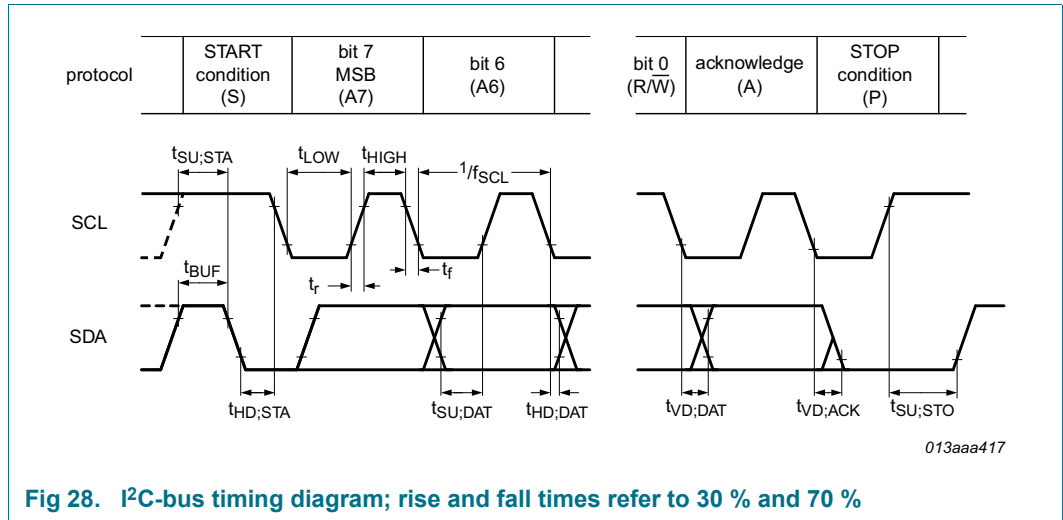 protocol
START condition (S)
bit 7 MSB (A7)
bit 6 (A6)
bit 0 (R/W̅)
acknowledge (A)
STOP condition (P)
tSU;STA
tLOW
tHIGH
1/fSCL
SCL
tBUF
tr
tf
SDA
tHD;STA
tSU;DAT
tHD;DAT
tVD;DAT
tVD;ACK
tSU;STO
013aaa417
Fig 28. I²C-bus timing diagram; rise and fall times refer to 30 % and 70 %